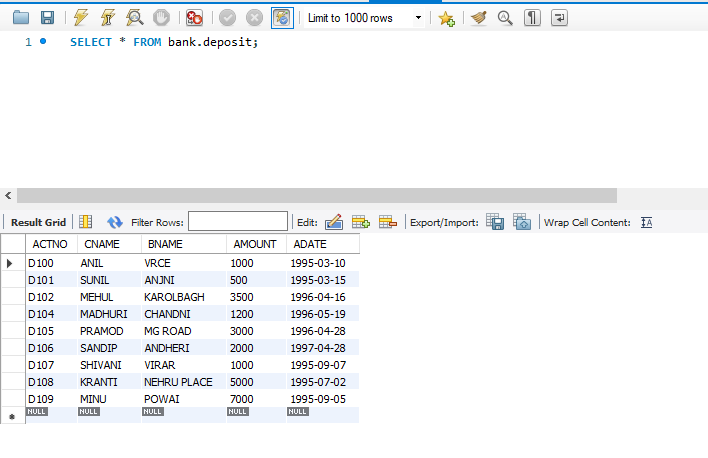 Limit to 1000 rows
1 SELECT * FROM bank.deposit;
Result Grid Filter Rows: Edit: Export/Import: Wrap Cell Content: IA
ACTNO CNAME BNAME AMOUNT ADATE
D100 ANIL VRCE 1000 1995-03-10
D101 SUNIL ANJNI 500 1995-03-15
D102 MEHUL KAROLBAGH 3500 1996-04-16
D104 MADHURI CHANDNI 1200 1996-05-19
D105 PRAMOD MG ROAD 3000 1996-04-28
D106 SANDIP ANDHERI 2000 1997-04-28
D107 SHIVANI VIRAR 1000 1995-09-07
D108 KRANTI NEHRU PLACE 5000 1995-07-02
D109 MINU POWAI 7000 1995-09-05
NULL NULL NULL NULL NULL